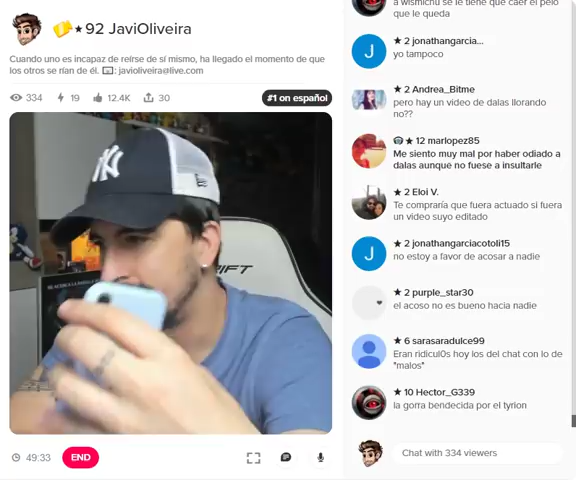 92 JaviOliveira
Cuando uno es incapaz de reírse de sí mismo, ha llegado el momento de que
los otros se rían de él. 📧: javioliveira@live.com
334 19 12.4K 30 #1 on español
NY
RIFT
49:33 END
a wismichu se le tiene que caer el pelo
que le queda
J ★ 2 jonathangarcia...
yo tampoco
★ 2 Andrea_Bitme
pero hay un video de dalas llorando
no??
★ 12 marlopez85
Me siento muy mal por haber odiado a
dalas aunque no fuese a insultarle
★ 2 Eloi V.
Te compraría que fuera actuado si fuera
un video suyo editado
J ★ 2 jonathangarciacotoli15
no estoy a favor de acosar a nadie
★ 2 purple_star30
el acoso no es bueno hacia nadie
★ 6 sarasaradulce99
Eran ridicul0s hoy los del chat con lo de
"malos"
★ 10 Hector_G339
la gorra bendecida por el tyrion
Chat with 334 viewers